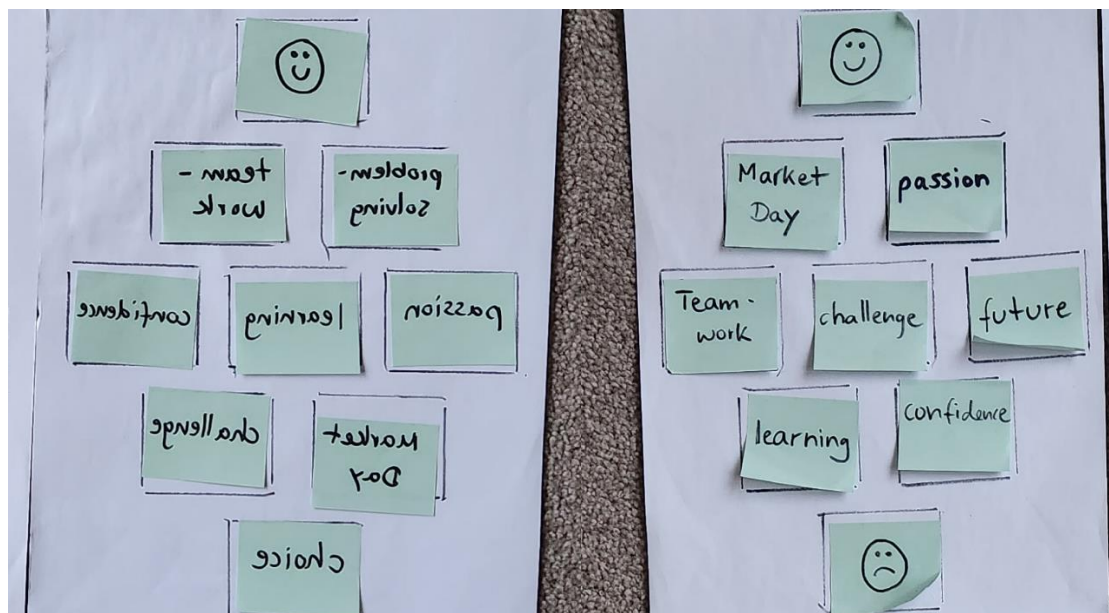 team-
work
problem-
solving
confidence
learning
passion
challenge
Market
Day
choice
Market
Day
passion
Team-
work
challenge
future
learning
confidence